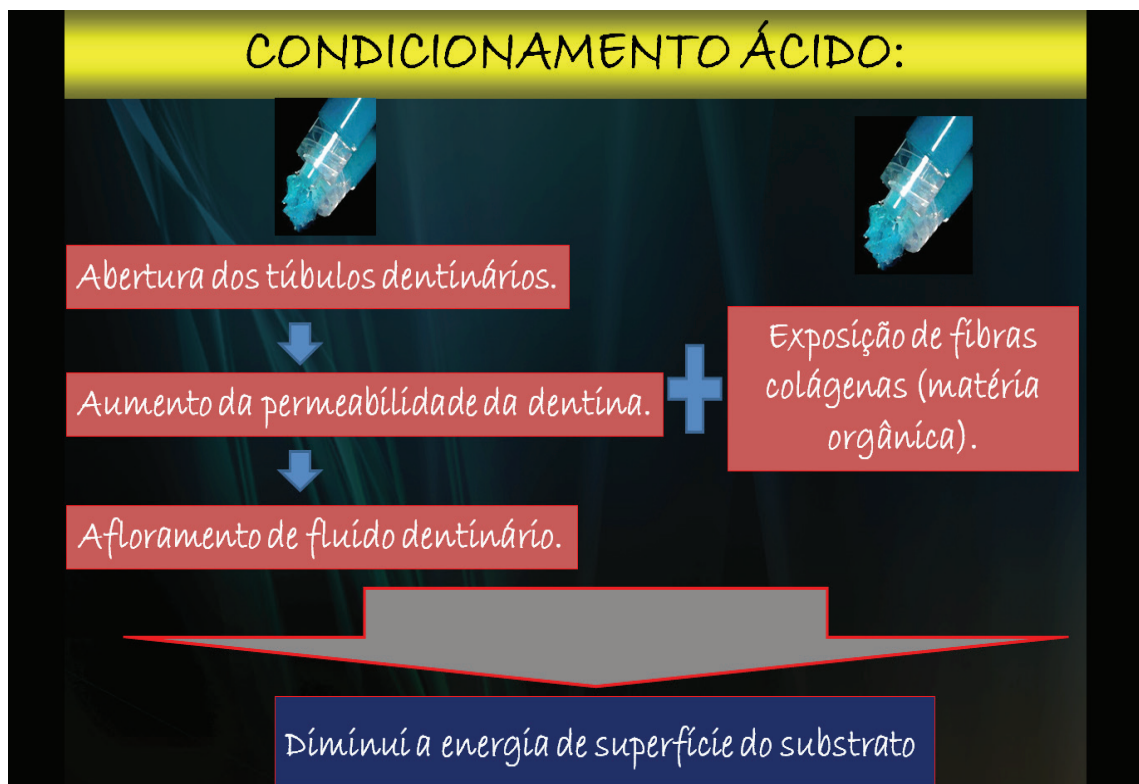 CONDICIONAMENTO ÁCIDO:
Abertura dos túbulos dentinários.
Aumento da permeabilidade da dentina.
Afloramento de fluído dentinário.
Exposição de fibras
colágenas (matéria
orgânica).
Diminui a energia de superfície do substrato